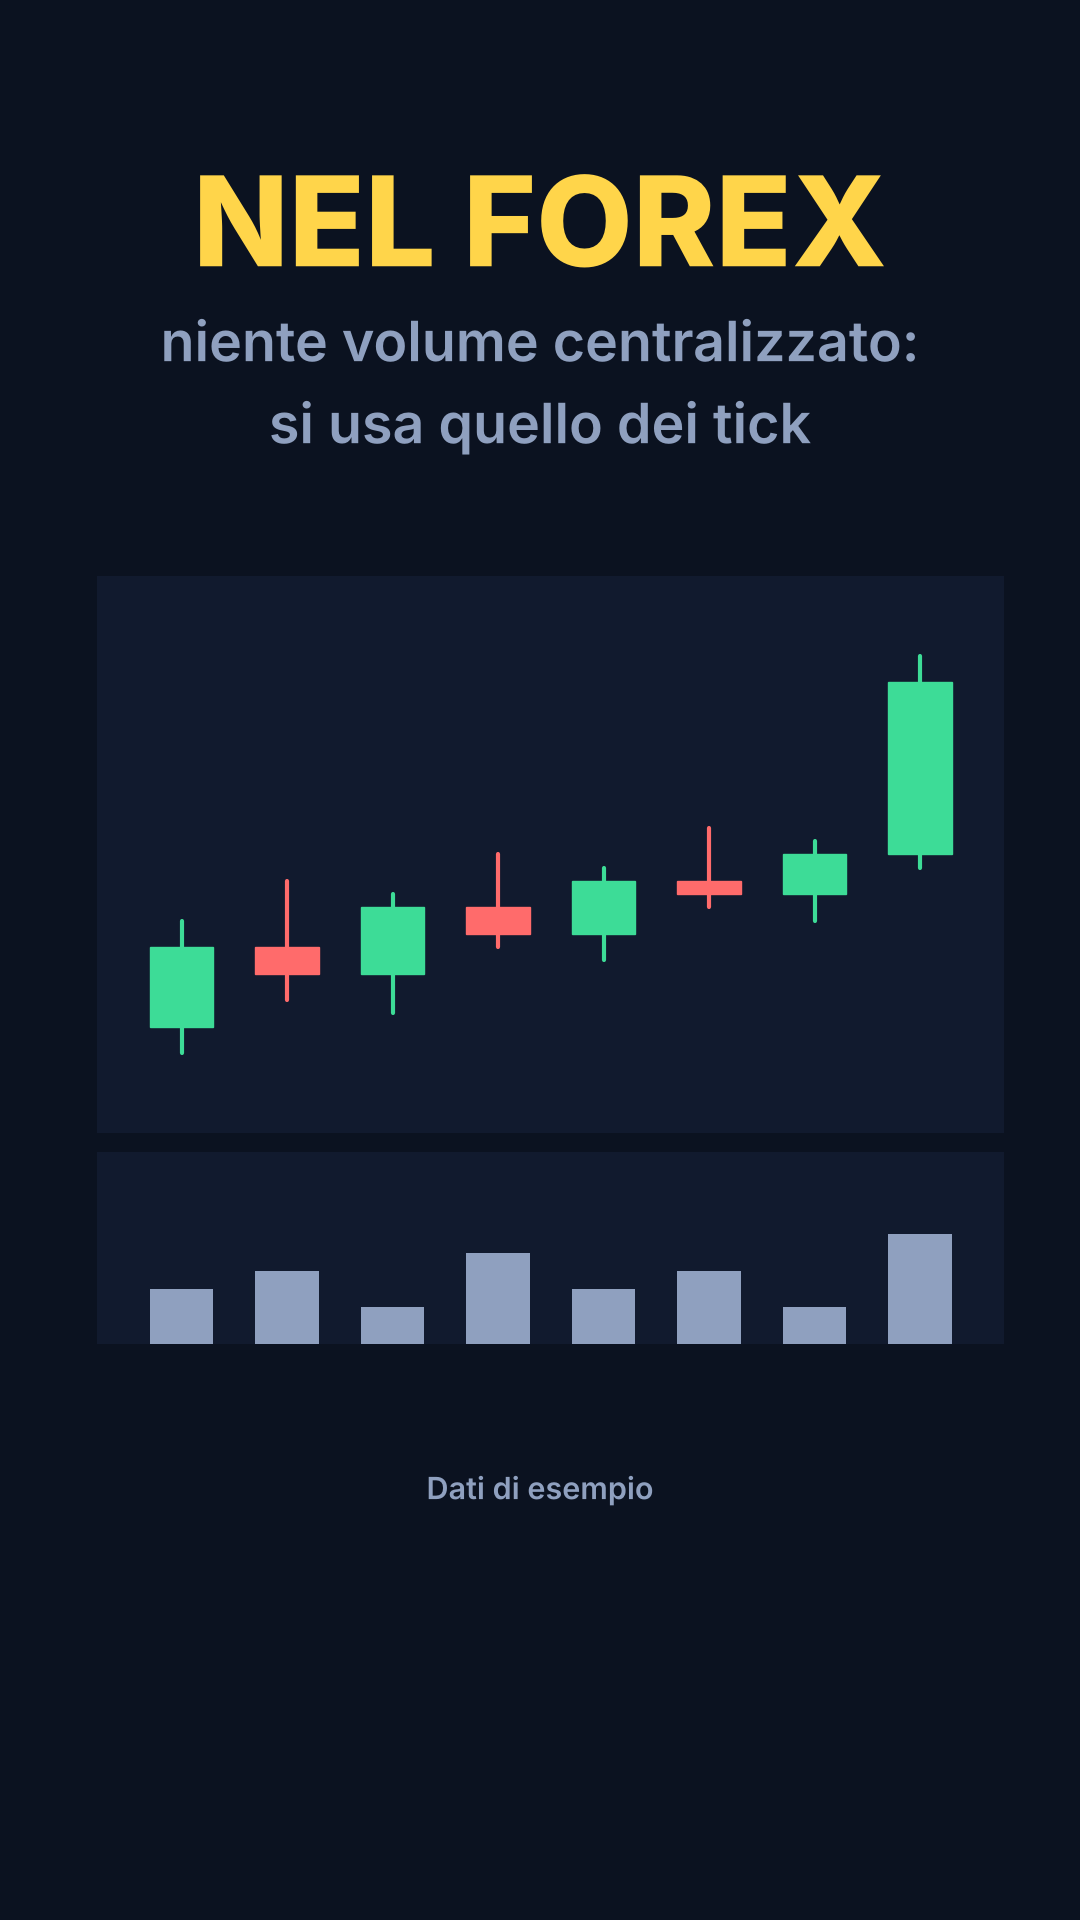 NEL FOREX
niente volume centralizzato:
si usa quello dei tick
Dati di esempio